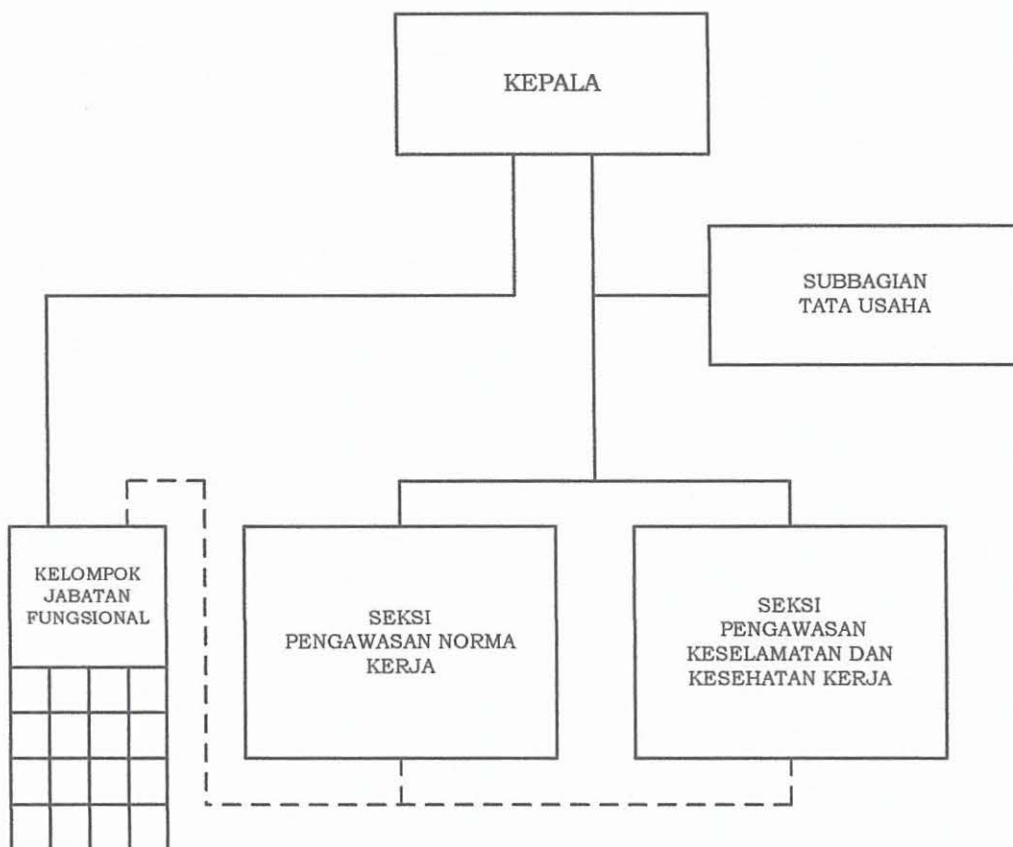 KEPALA
SUBBAGIAN
TATA USAHA
KELOMPOK
JABATAN
FUNGSIONAL
SEKSI
PENGAWASAN NORMA
KERJA
SEKSI
PENGAWASAN
KESELAMATAN DAN
KESEHATAN KERJA